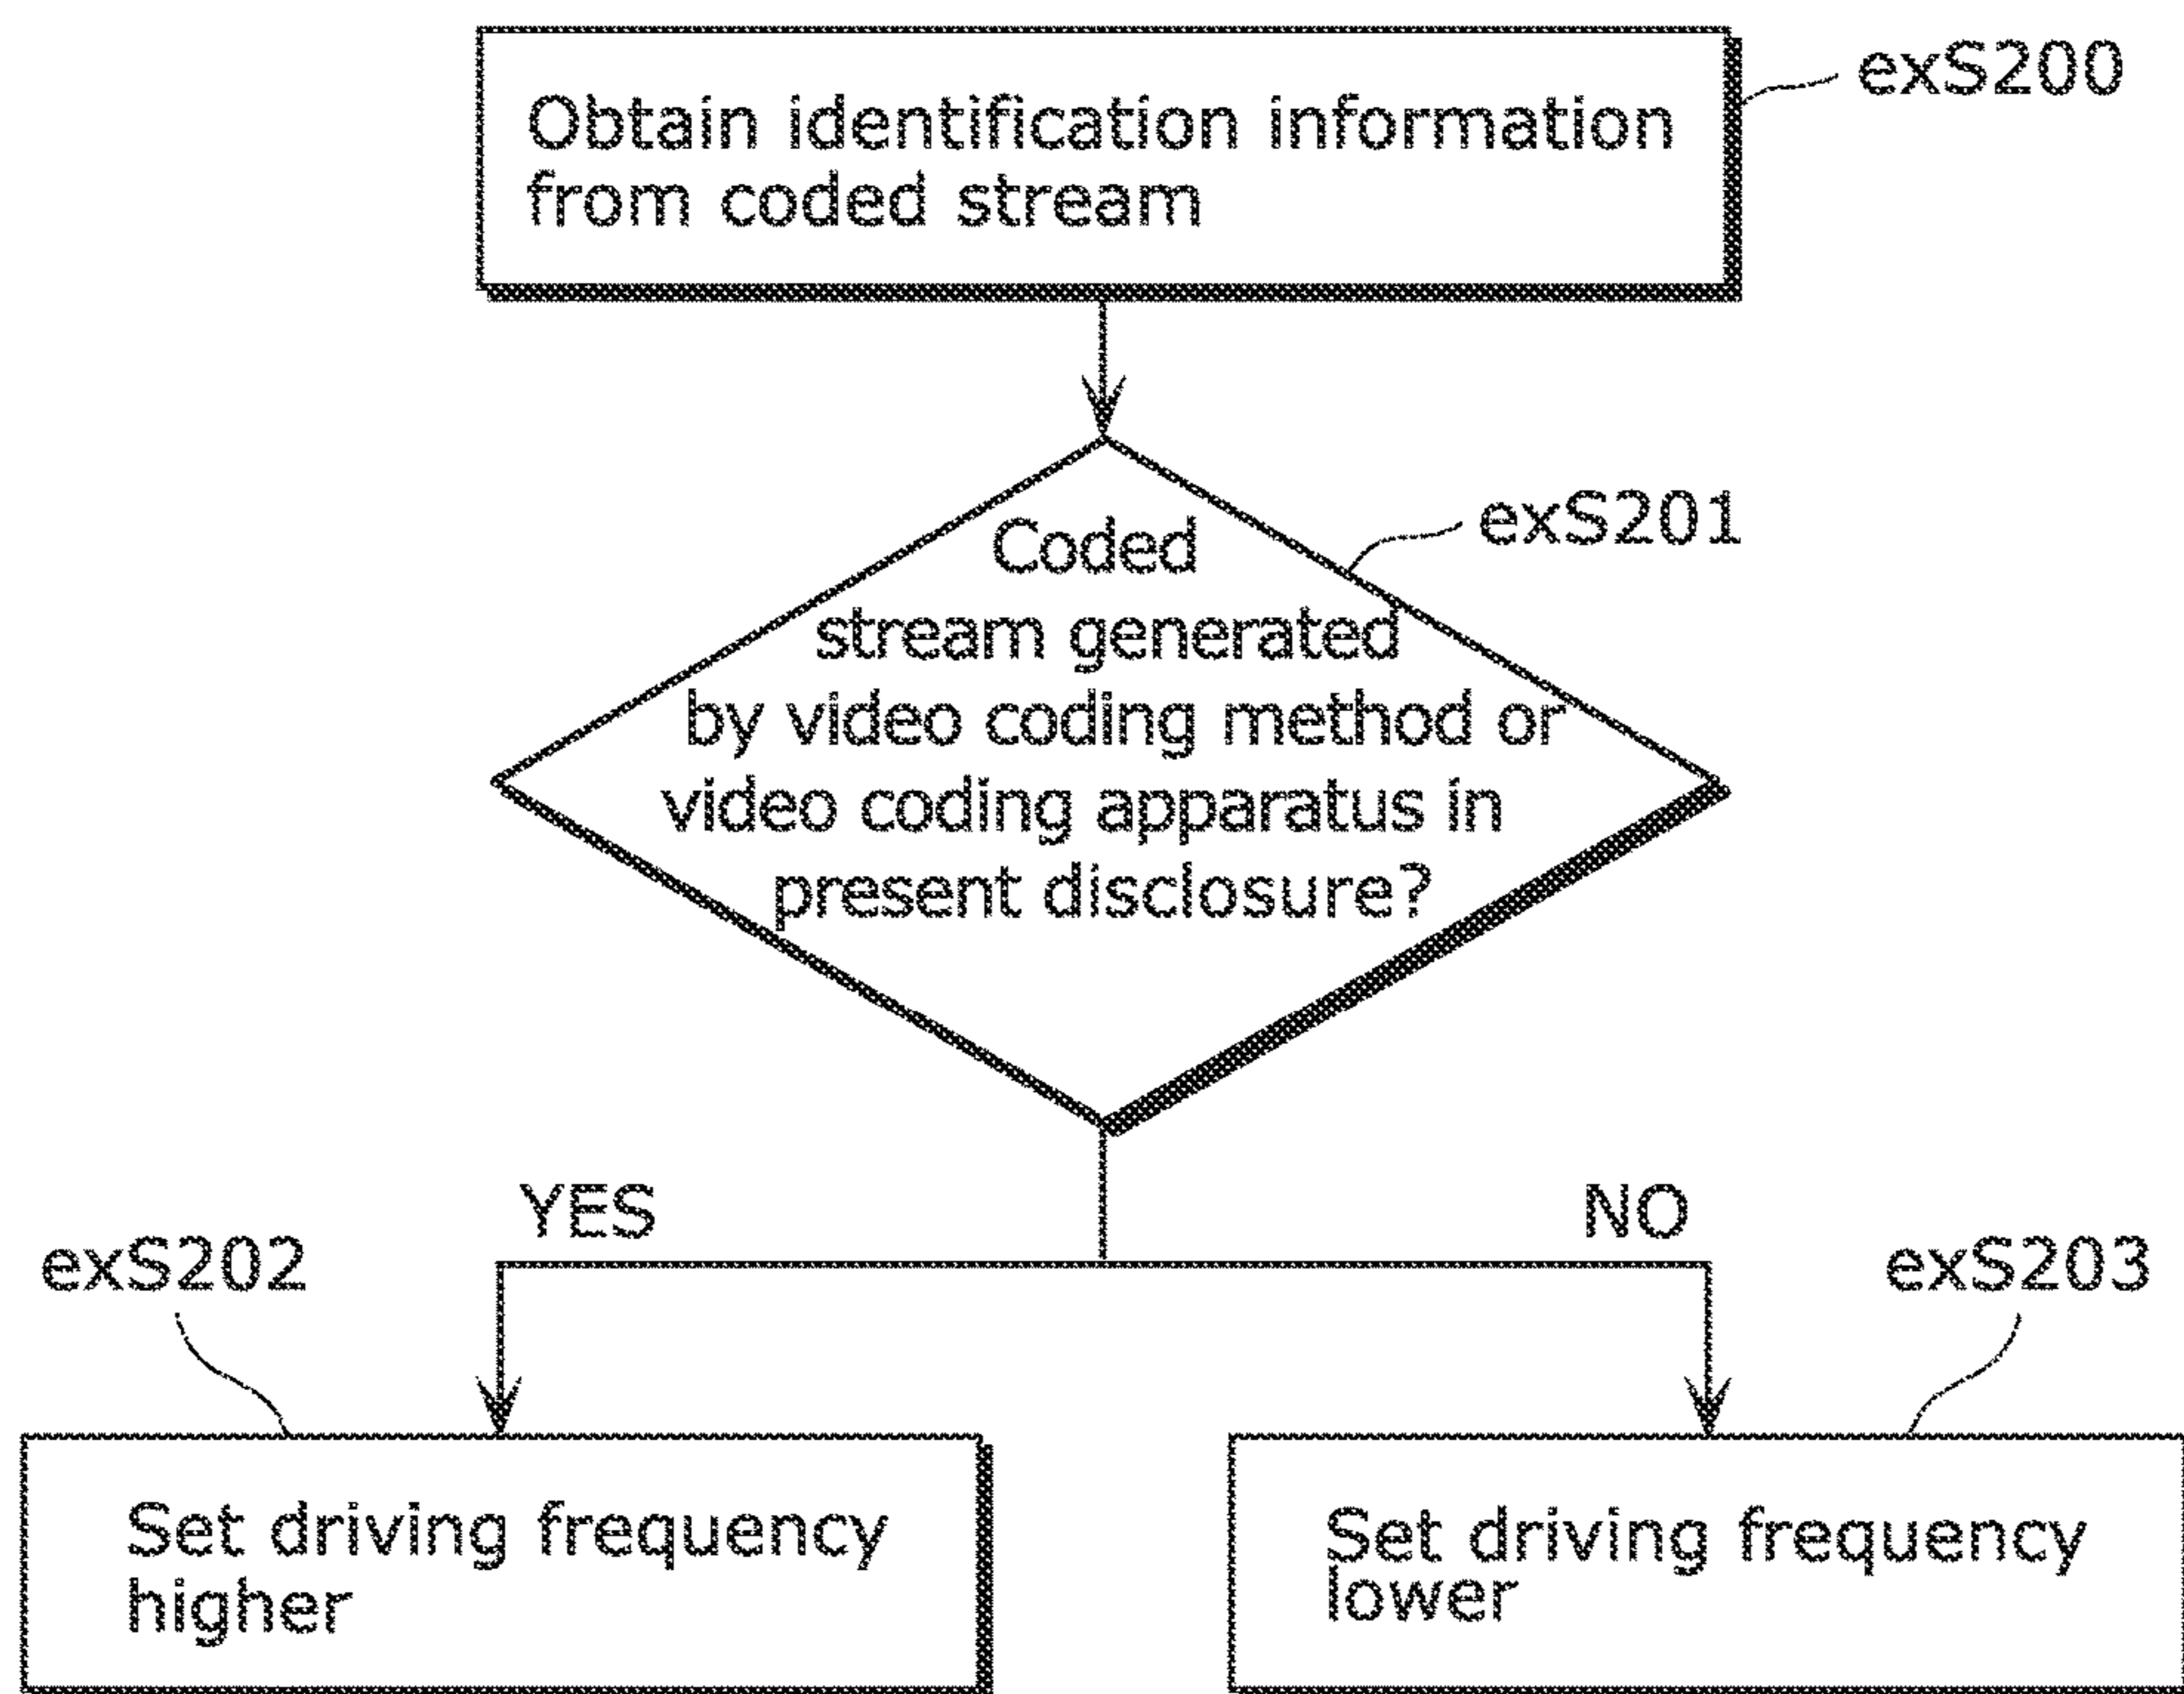 Obtain identification information
from coded stream
exS200
Coded
stream generated
by video coding method or
video coding apparatus in
present disclosure?
exS201
YES
NO
exS202
exS203
Set driving frequency
higher
Set driving frequency
lower